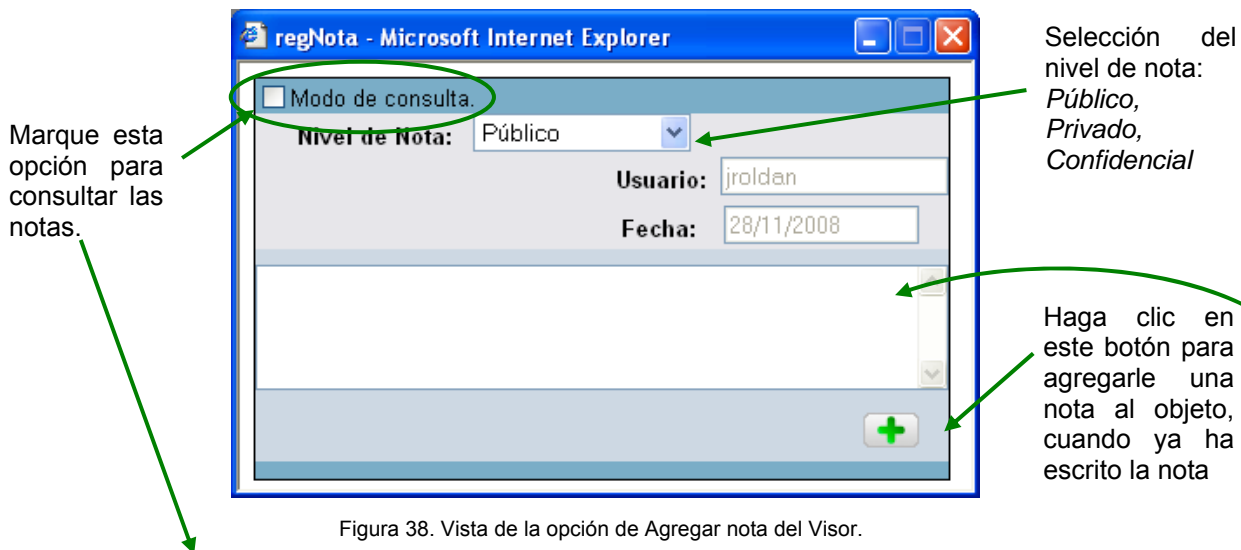 regNota - Microsoft Internet Explorer
Modo de consulta.
Nivel de Nota: Público
Usuario: jroldan
Fecha: 28/11/2008
Marque esta
opción para
consultar las
notas.
Selección del
nivel de nota:
Público,
Privado,
Confidencial
Haga clic en
este botón para
agregarle una
nota al objeto,
cuando ya ha
escrito la nota
Figura 38. Vista de la opción de Agregar nota del Visor.